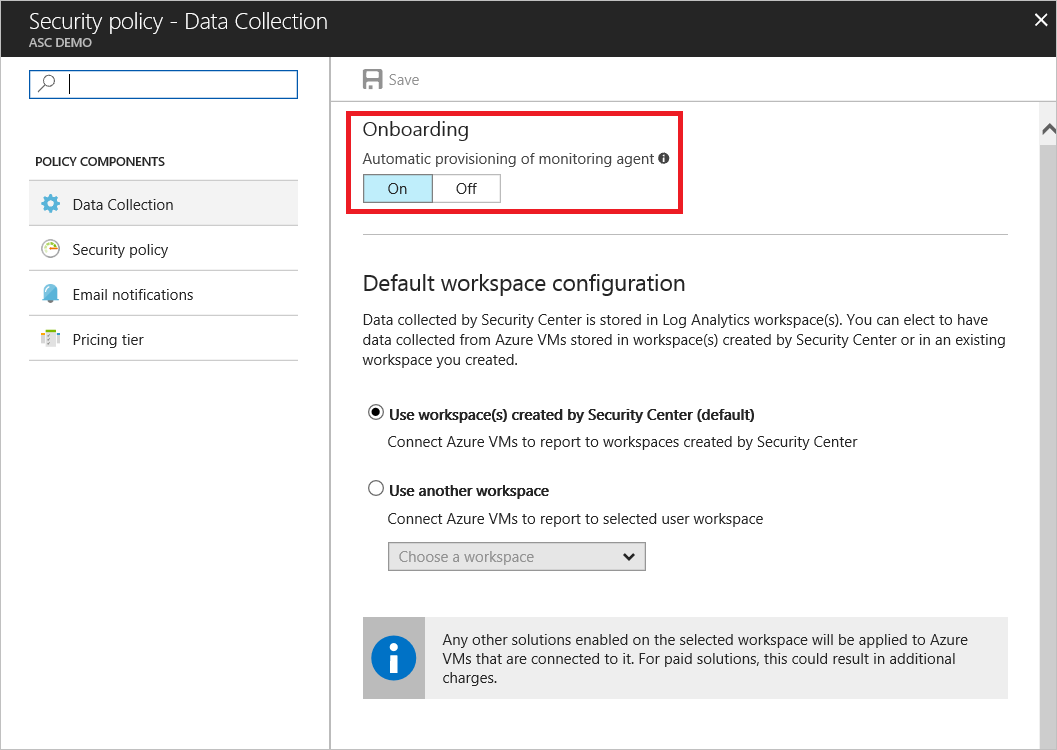 Security policy - Data Collection
ASC DEMO
Save
POLICY COMPONENTS
Data Collection
Security policy
Email notifications
Pricing tier
Onboarding
Automatic provisioning of monitoring agent
On Off
Default workspace configuration
Data collected by Security Center is stored in Log Analytics workspace(s). You can elect to have
data collected from Azure VMs stored in workspace(s) created by Security Center or in an existing
workspace you created.
Use workspace(s) created by Security Center (default)
Connect Azure VMs to report to workspaces created by Security Center
Use another workspace
Connect Azure VMs to report to selected user workspace
Choose a workspace
Any other solutions enabled on the selected workspace will be applied to Azure
VMs that are connected to it. For paid solutions, this could result in additional
charges.